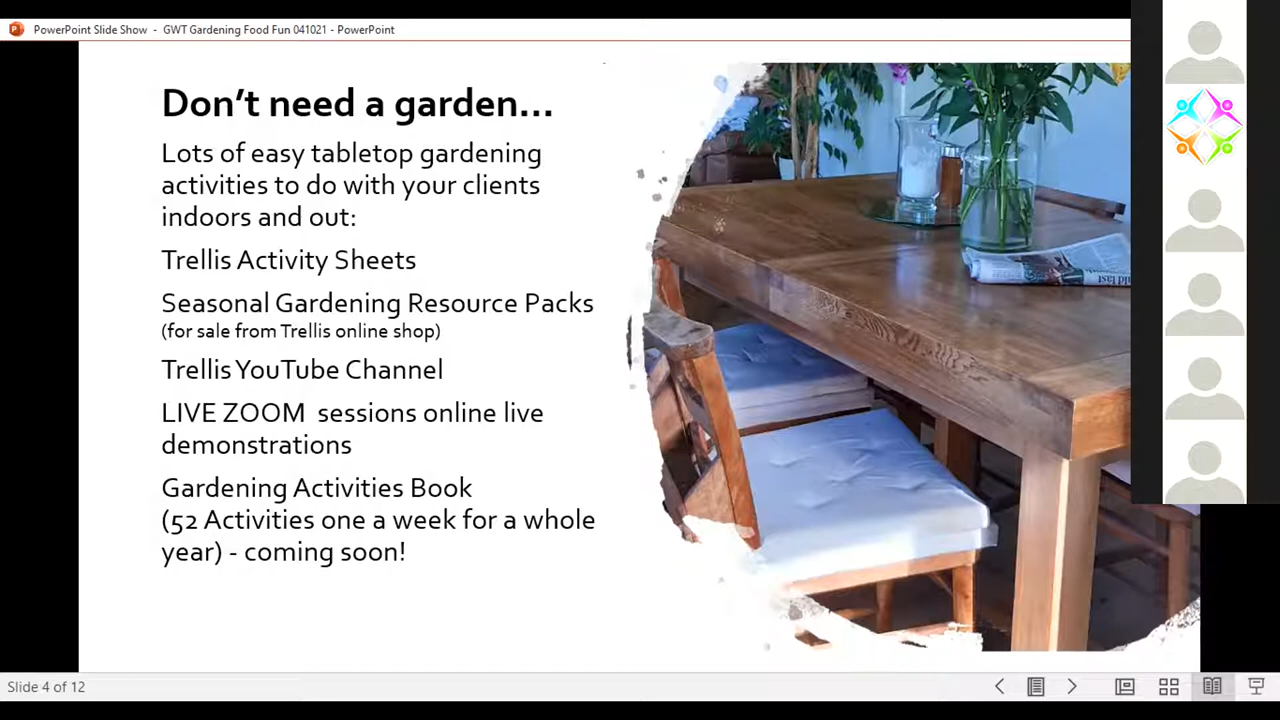 PowerPoint Slide Show - GWT Gardening Food Fun 041021 - PowerPoint
Don't need a garden...
Lots of easy tabletop gardening
activities to do with your clients
indoors and out:
Trellis Activity Sheets
Seasonal Gardening Resource Packs
(for sale from Trellis online shop)
Trellis YouTube Channel
LIVE ZOOM sessions online live
demonstrations
Gardening Activities Book
(52 Activities one a week for a whole
year) - coming soon!
Slide 4 of 12